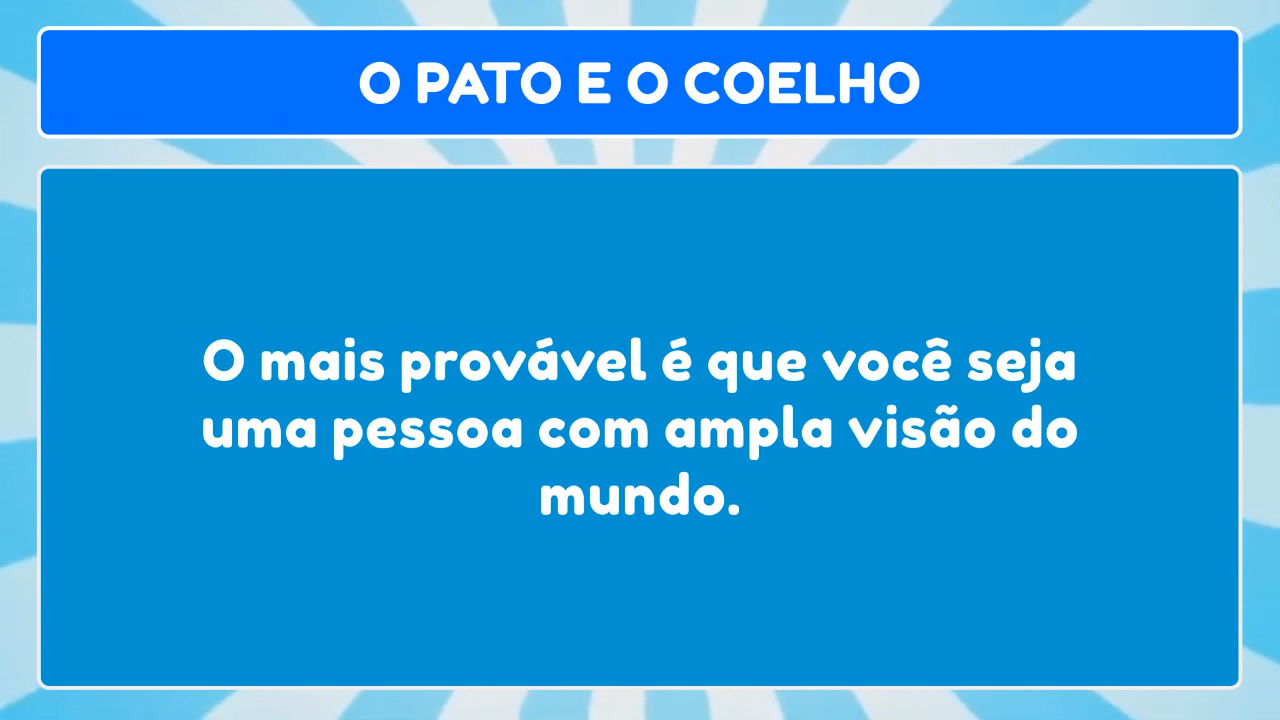 O PATO E O COELHO
O mais provável é que você seja
uma pessoa com ampla visão do
mundo.